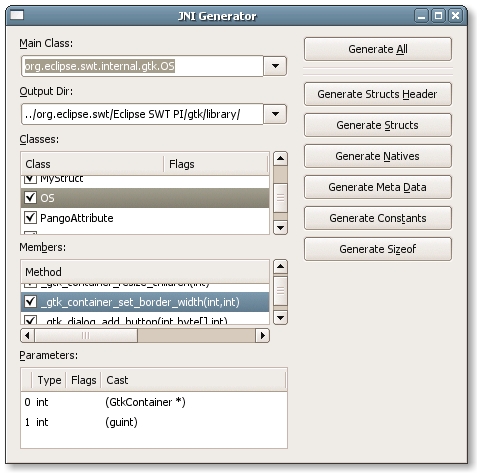 JNI Generator
Main Class:
org.eclipse.swt.internal.gtk.OS
Output Dir:
../org.eclipse.swt/Eclipse SWT PI/gtk/library/
Classes:
Class Flags
MyStruct
OS
PangoAttribute
Members:
Method
_gtk_container_resize_children(int)
_gtk_container_set_border_width(int,int)
_gtk_dialog_add_button(int,byte[],int)
Parameters:
Type Flags Cast
0 int (GtkContainer *)
1 int (guint)
Generate All
Generate Structs Header
Generate Structs
Generate Natives
Generate Meta Data
Generate Constants
Generate Sizeof